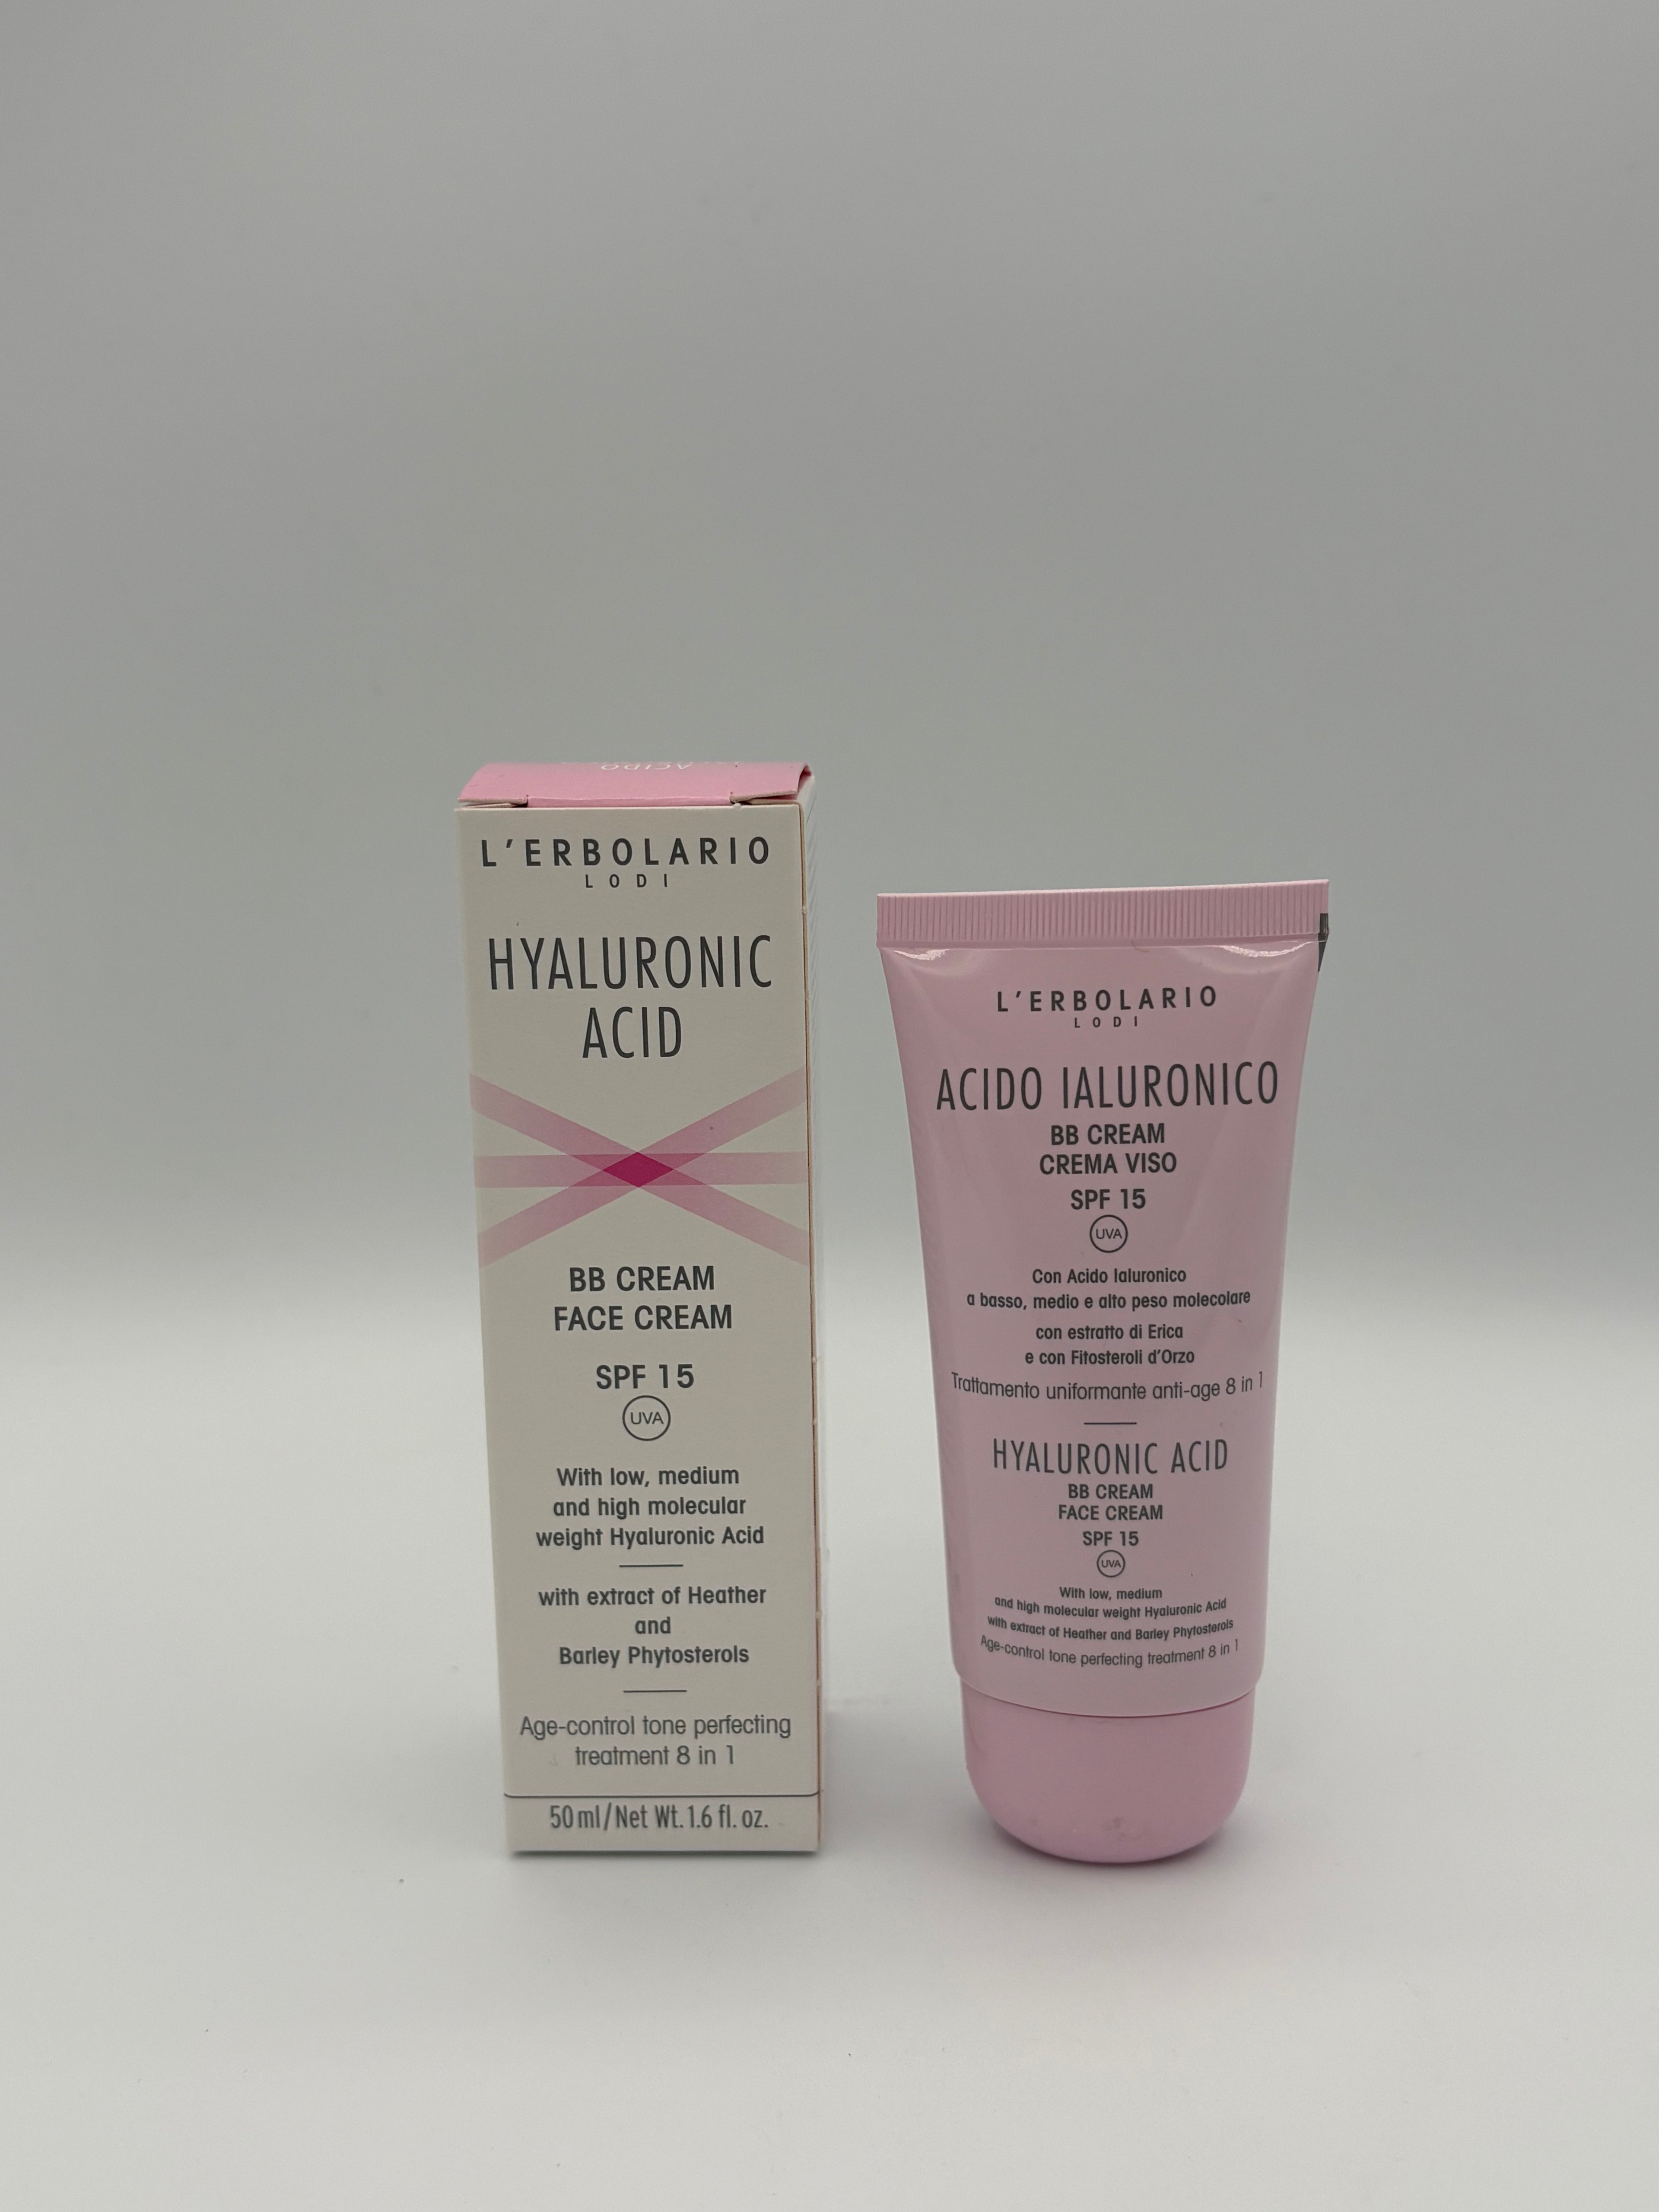 ACIDO
L'ERBOLARIO
LODI
HYALURONIC
ACID
BB CREAM
FACE CREAM
SPF 15
UVA
With low, medium
and high molecular
weight Hyaluronic Acid
with extract of Heather
and
Barley Phytosterols
Age-control tone perfecting
treatment 8 in 1
50 ml/Net Wt. 1.6 fl. oz.
L'ERBOLARIO
LODI
ACIDO IALURONICO
BB CREAM
CREMA VISO
SPF 15
UVA
Con Acido Ialuronico
a basso, medio e alto peso molecolare
con estratto di Erica
e con Fitosteroli d'Orzo
Trattamento uniformante anti-age 8 in 1
HYALURONIC ACID
BB CREAM
FACE CREAM
SPF 15
UVA
With low, medium
and high molecular weight Hyaluronic Acid
with extract of Heather and Barley Phytosterols
Age-control tone perfecting treatment 8 in 1